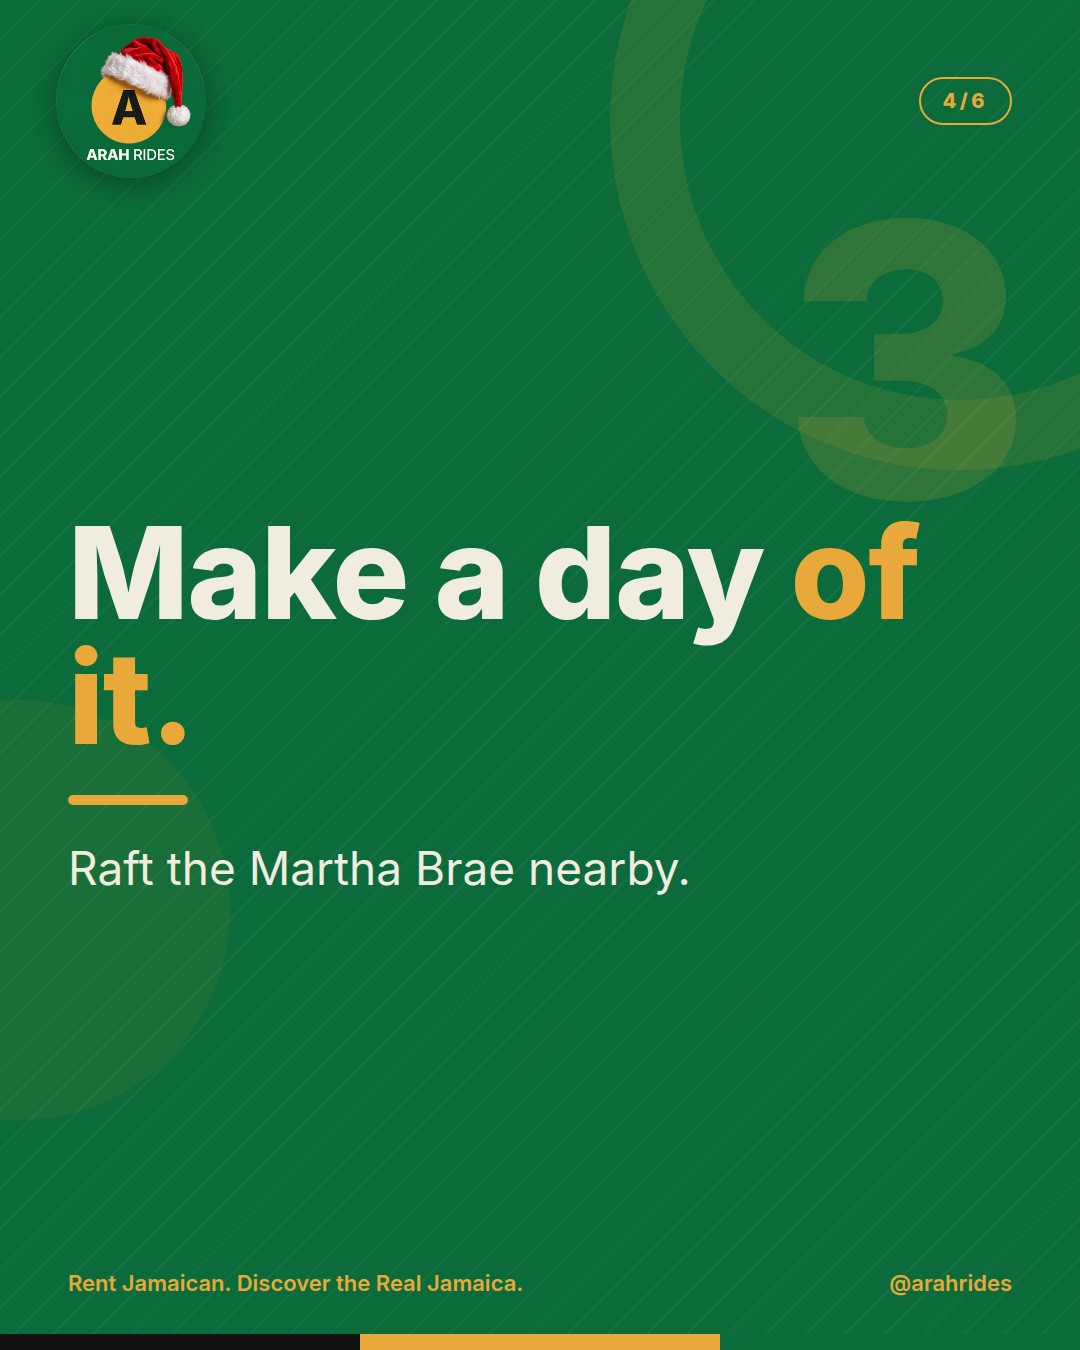 A
ARAH RIDES
4/6
3
Make a day of
it.
Raft the Martha Brae nearby.
Rent Jamaican. Discover the Real Jamaica.
@arahrides